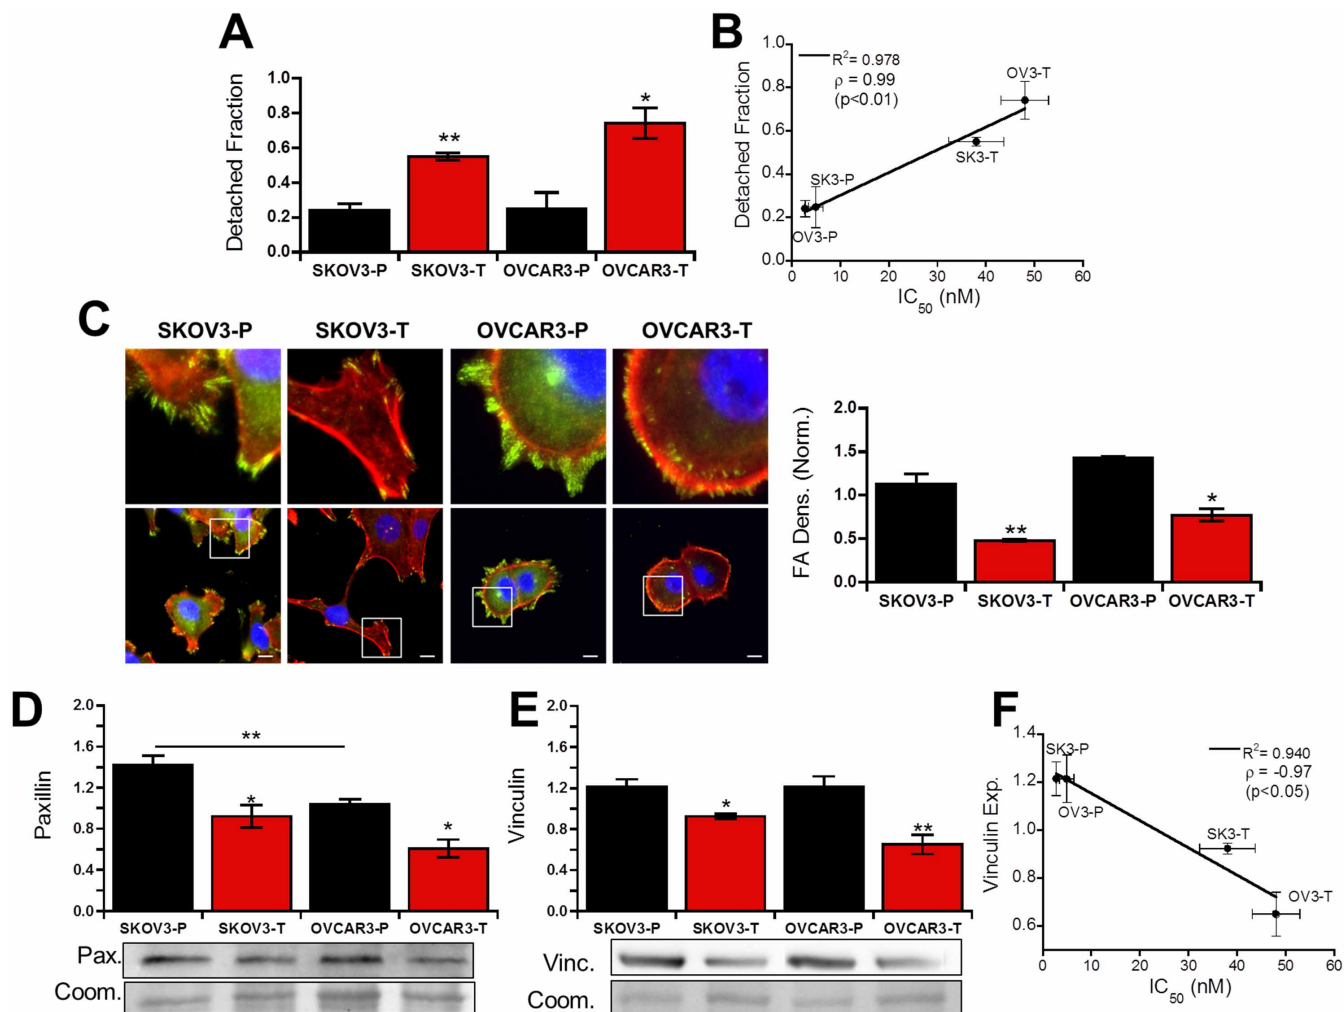 A
Detached Fraction
1.0
0.8
0.6
0.4
0.2
0.0
**
*
SKOV3-P
SKOV3-T
OVCAR3-P
OVCAR3-T
B
Detached Fraction
1.0
0.8
0.6
0.4
0.2
0.0
R²= 0.978
ρ = 0.99
(p<0.01)
OV3-T
SK3-T
SK3-P
OV3-P
0 10 20 30 40 50 60
IC₅₀ (nM)
C
SKOV3-P
SKOV3-T
OVCAR3-P
OVCAR3-T
FA Dens. (Norm.)
2.0
1.5
1.0
0.5
0.0
**
*
SKOV3-P
SKOV3-T
OVCAR3-P
OVCAR3-T
D
Paxillin
2.0
1.6
1.2
0.8
0.4
0.0
**
*
*
SKOV3-P
SKOV3-T
OVCAR3-P
OVCAR3-T
Pax.
Coom.
E
Vinculin
2.0
1.6
1.2
0.8
0.4
0.0
*
**
SKOV3-P
SKOV3-T
OVCAR3-P
OVCAR3-T
Vinc.
Coom.
F
Vinculin Exp.
1.4
1.2
1.0
0.8
0.6
R²= 0.940
ρ = -0.97
(p<0.05)
SK3-P
OV3-P
SK3-T
OV3-T
0 10 20 30 40 50 60
IC₅₀ (nM)